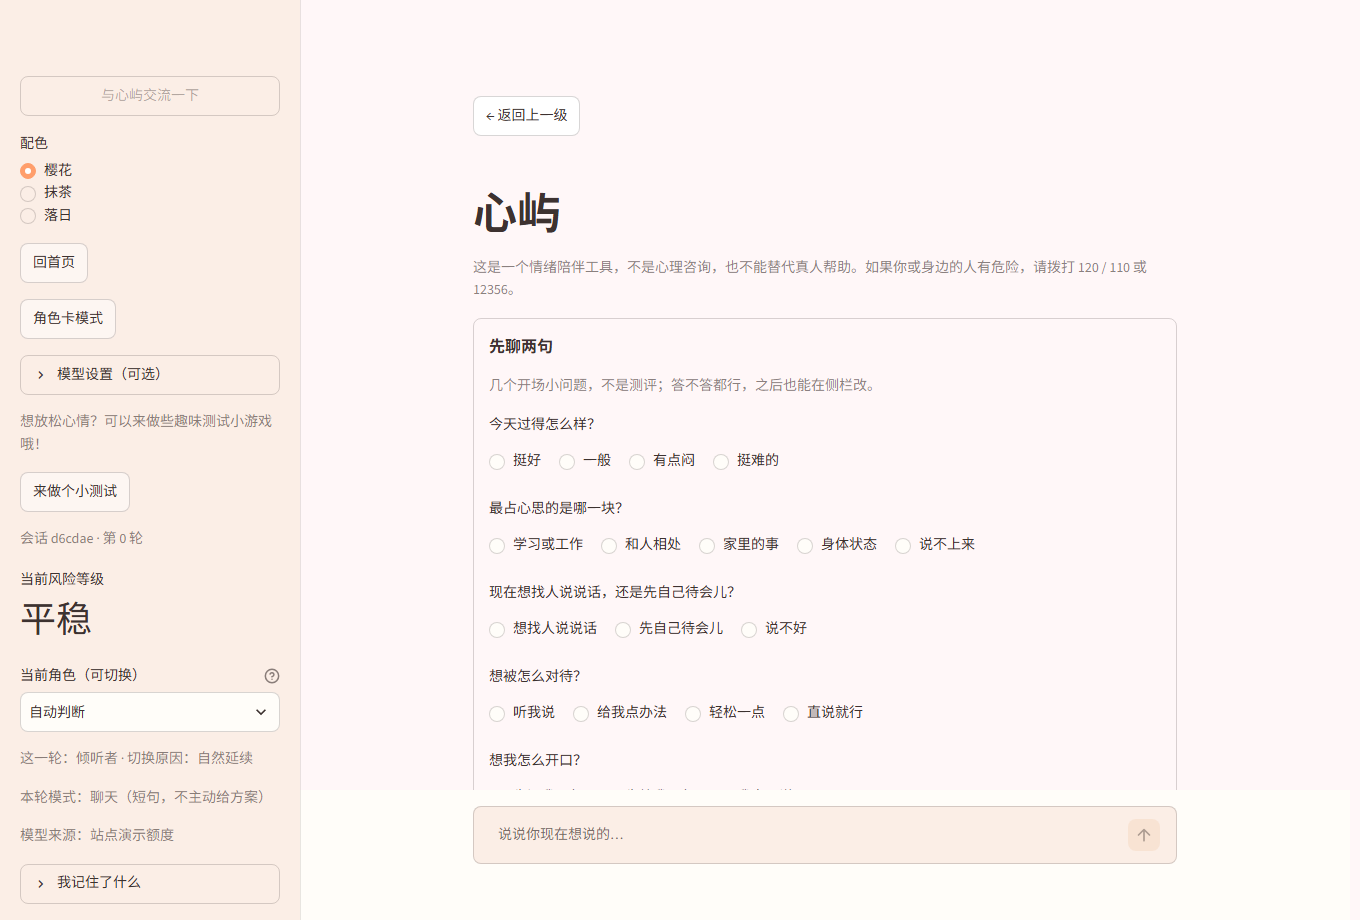 与心屿交流一下
配色
樱花
抹茶
落日
回首页
角色卡模式
模型设置（可选）
想放松心情？可以来做些趣味测试小游戏
哦！
来做个小测试
会话 d6cdae · 第 0 轮
当前风险等级
平稳
当前角色（可切换）
自动判断
这一轮：倾听者 · 切换原因：自然延续
本轮模式：聊天（短句，不主动给方案）
模型来源：站点演示额度
我记住了什么
← 返回上一级
心屿
这是一个情绪陪伴工具，不是心理咨询，也不能替代真人帮助。如果你或身边的人有危险，请拨打 120 / 110 或
12356。
先聊两句
几个开场小问题，不是测评；答不答都行，之后也能在侧栏改。
今天过得怎么样？
挺好 一般 有点闷 挺难的
最占心思的是哪一块？
学习或工作 和人相处 家里的事 身体状态 说不上来
现在想找人说说话，还是先自己待会儿？
想找人说说话 先自己待会儿 说不好
想被怎么对待？
听我说 给我点办法 轻松一点 直说就行
想我怎么开口？
说说你现在想说的…